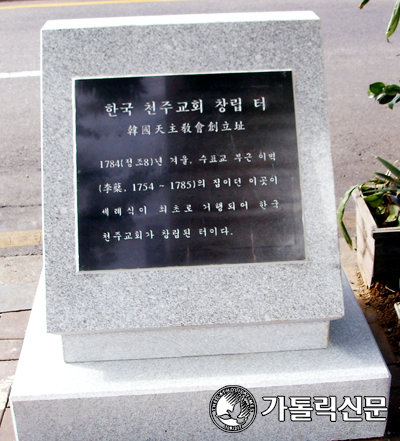 한국 천주교회 창립 터
韓國天主敎會創立址
1784(정조8)년 겨울, 수표교 부근 이벽
(李蘗, 1754 ~ 1785)의 집이던 이곳에
세례식이 최초로 거행되어 한국
천주교회가 창립된 터이다.
가톨릭신문